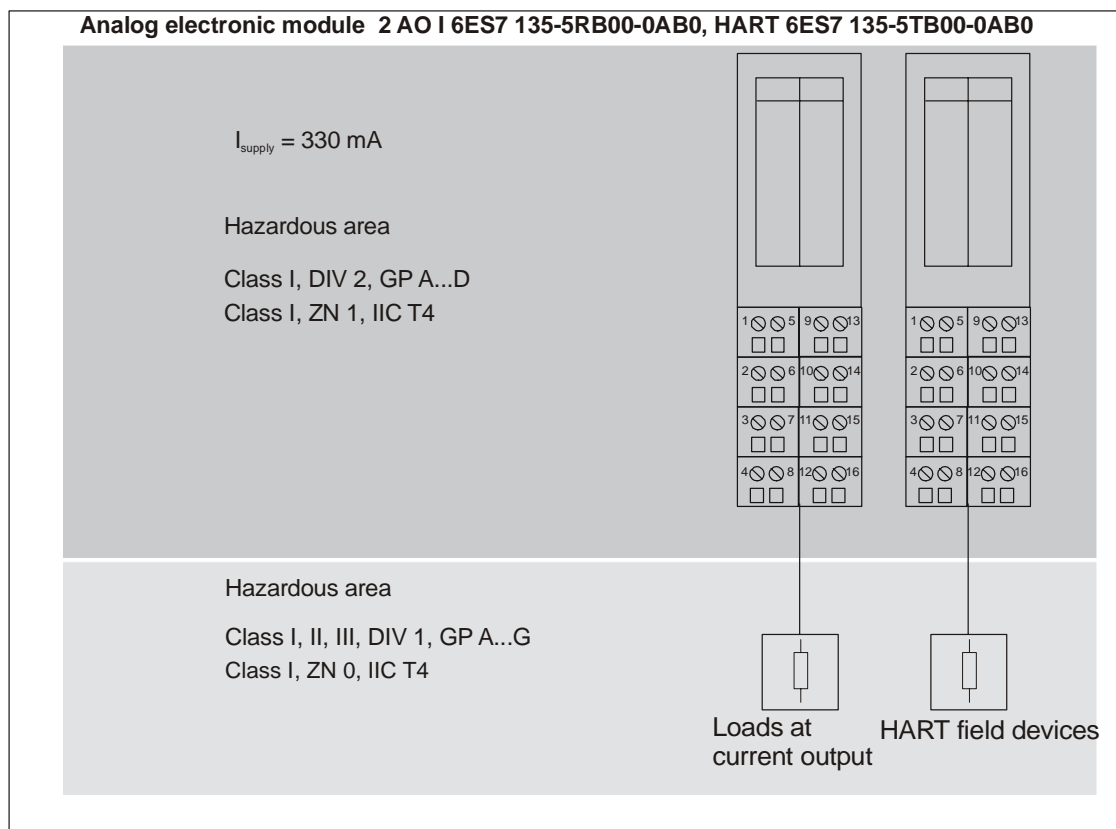 Analog electronic module 2 AO I 6ES7 135-5RB00-0AB0, HART 6ES7 135-5TB00-0AB0
Isupply = 330 mA
Hazardous area
Class I, DIV 2, GP A...D
Class I, ZN 1, IIC T4
1 5 9 13 1 5 9 13
2 6 10 14 2 6 10 14
3 7 11 15 3 7 11 15
4 8 12 16 4 8 12 16
Hazardous area
Class I, II, III, DIV 1, GP A...G
Class I, ZN 0, IIC T4
Loads at
current output
HART field devices